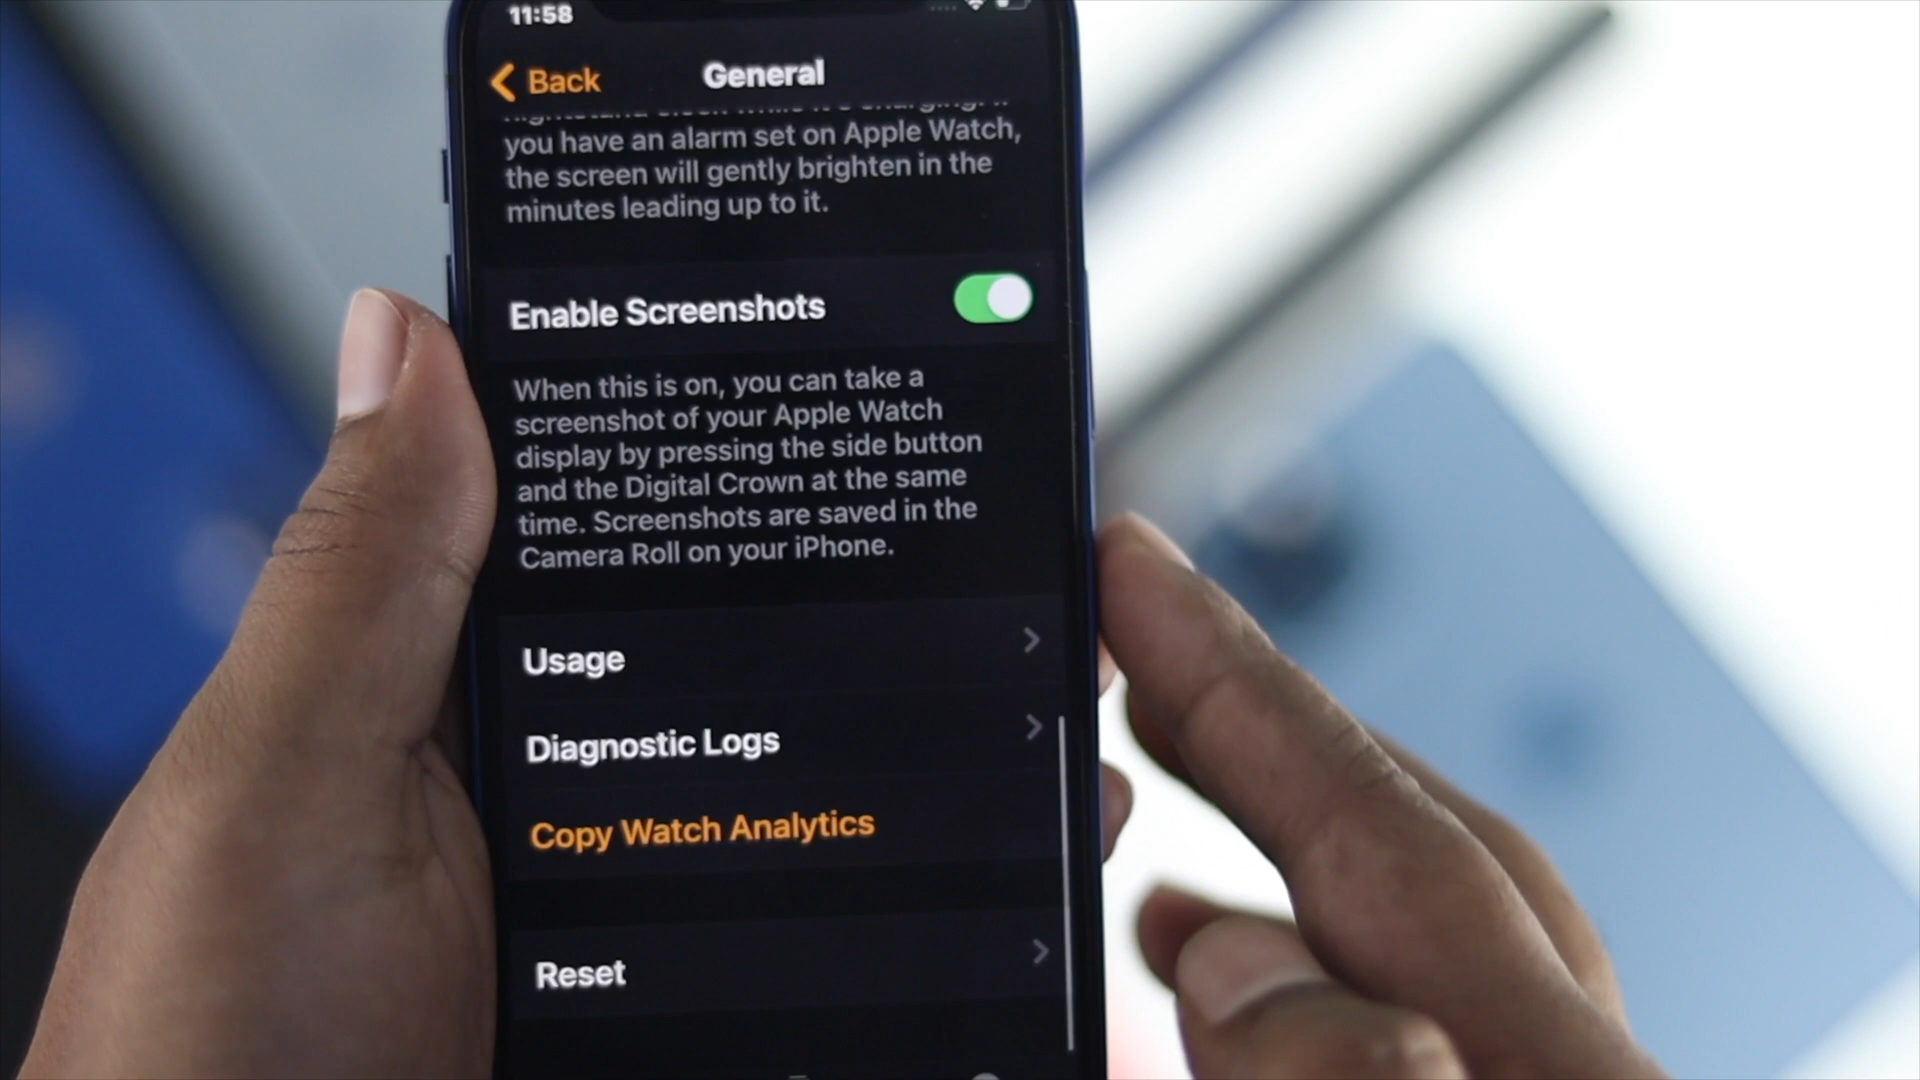 11:58
Back
General
you have an alarm set on Apple Watch,
the screen will gently brighten in the
minutes leading up to it.
Enable Screenshots
When this is on, you can take a
screenshot of your Apple Watch
display by pressing the side button
and the Digital Crown at the same
time. Screenshots are saved in the
Camera Roll on your iPhone.
Usage
Diagnostic Logs
Copy Watch Analytics
Reset